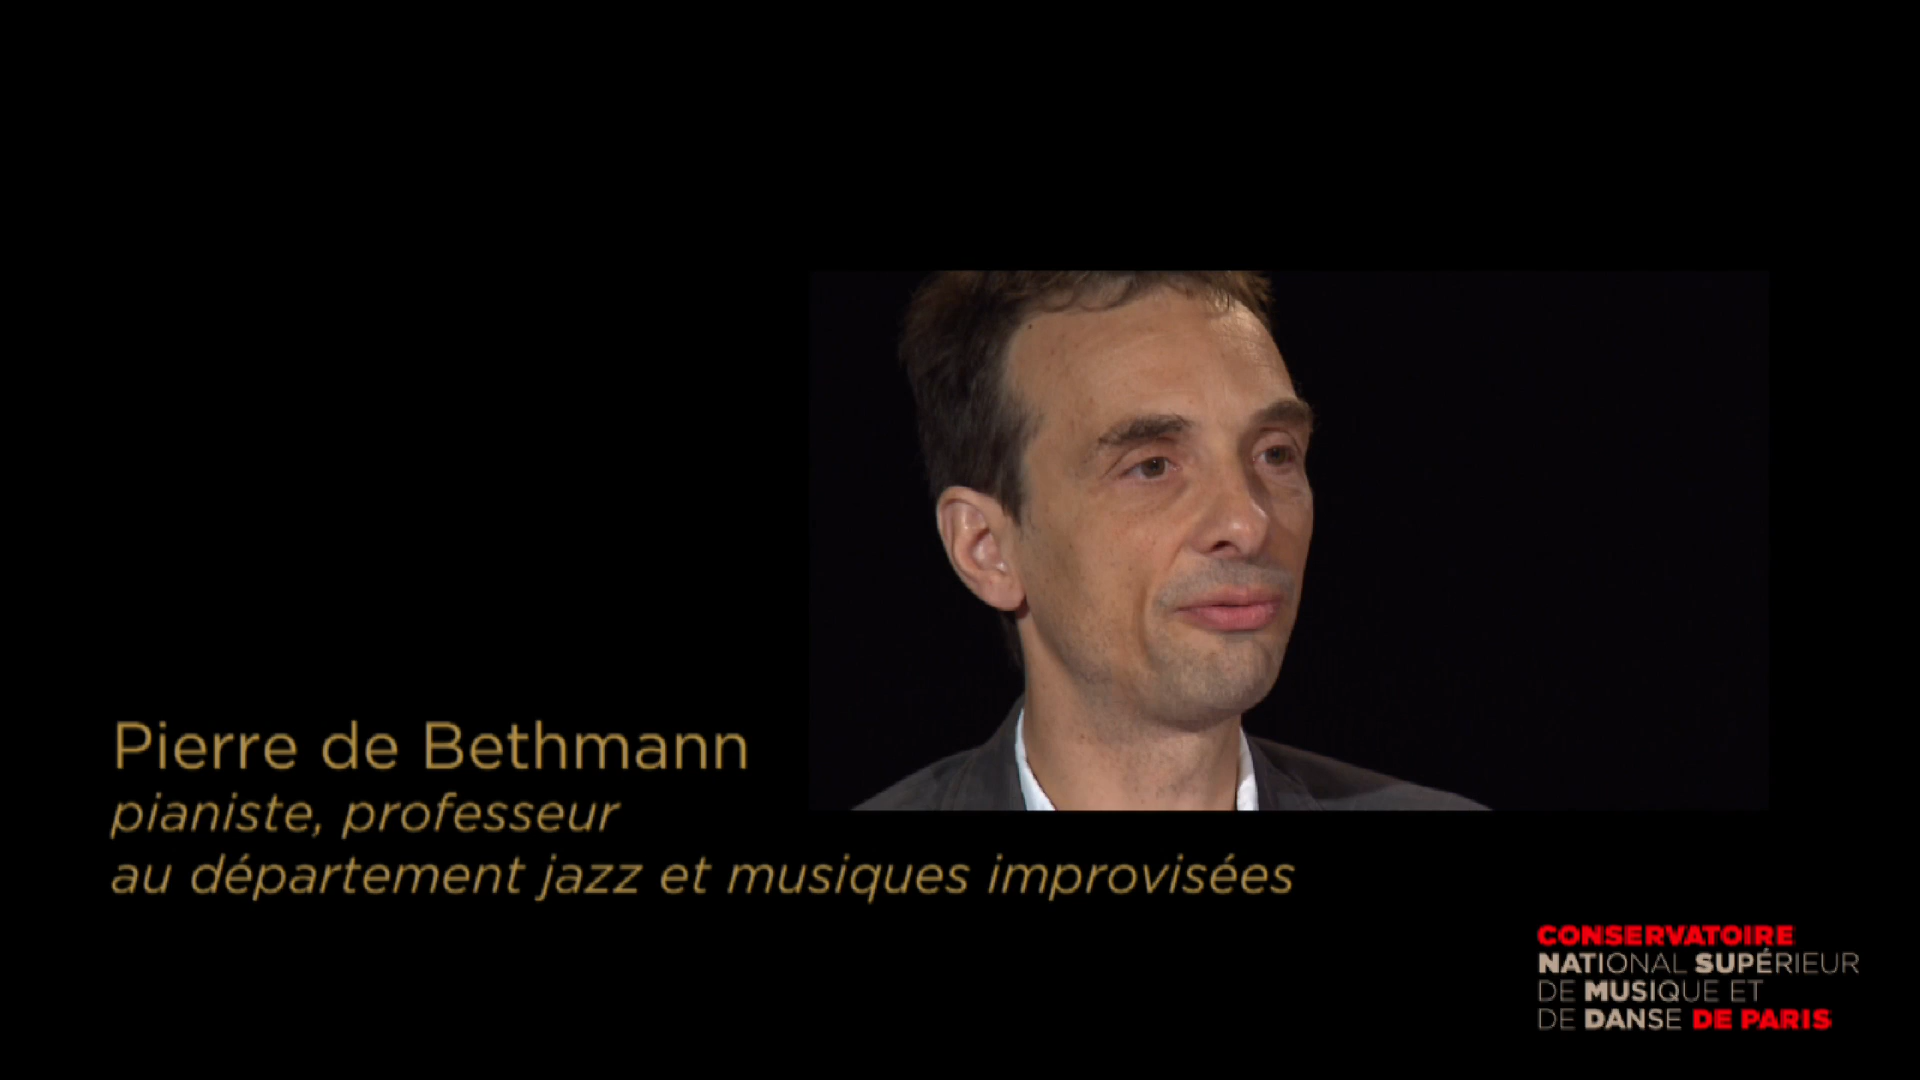 Pierre de Bethmann
pianiste, professeur
au département jazz et musiques improvisées
CONSERVATOIRE
NATIONAL SUPÉRIEUR
DE MUSIQUE ET
DE DANSE DE PARIS